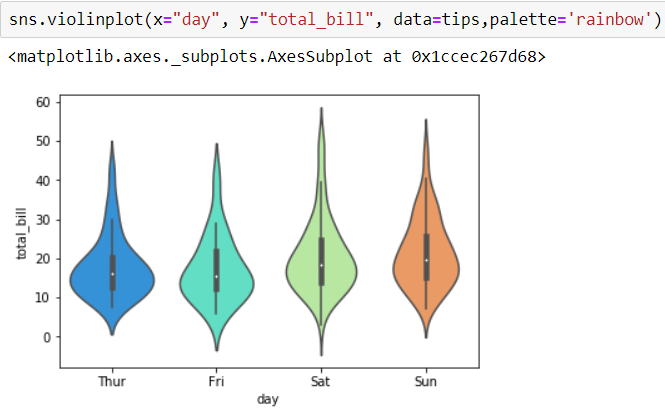 sns.violinplot(x="day", y="total_bill", data=tips,palette='rainbow')
<matplotlib.axes._subplots.AxesSubplot at 0x1ccec267d68>
60
50
40
30
20
10
0
total_bill
Thur Fri Sat Sun
day